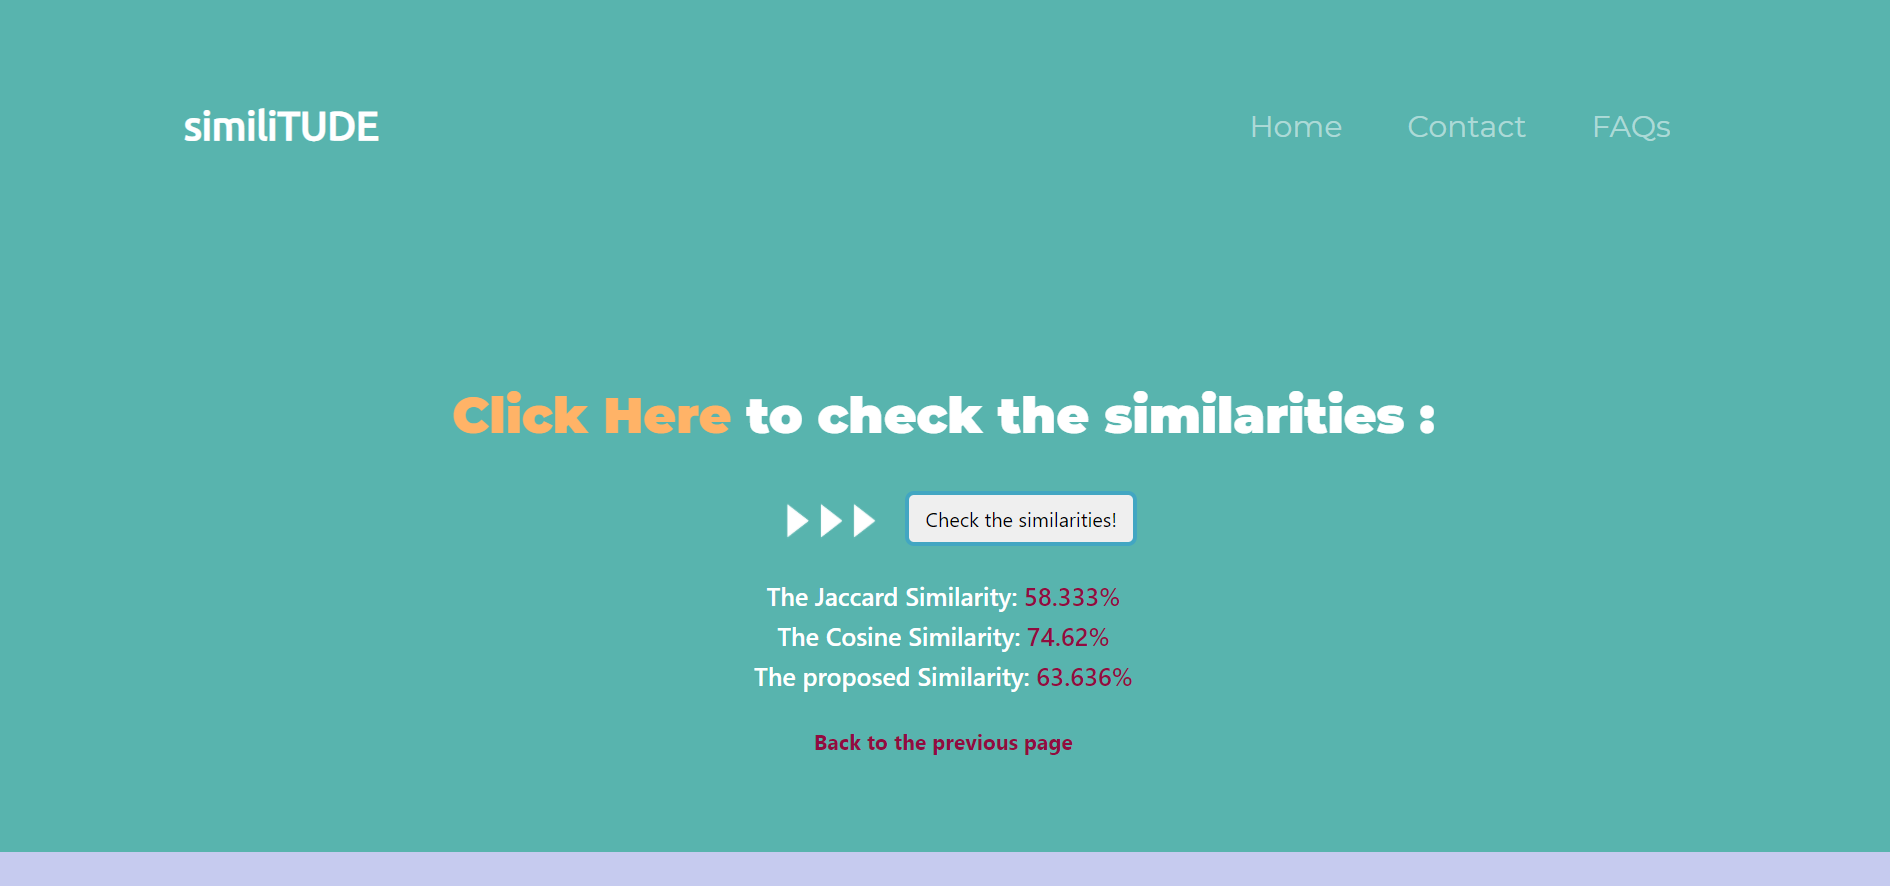 similiTUDE
Home Contact FAQs
Click Here to check the similarities :
Check the similarities!
The Jaccard Similarity: 58.333%
The Cosine Similarity: 74.62%
The proposed Similarity: 63.636%
Back to the previous page